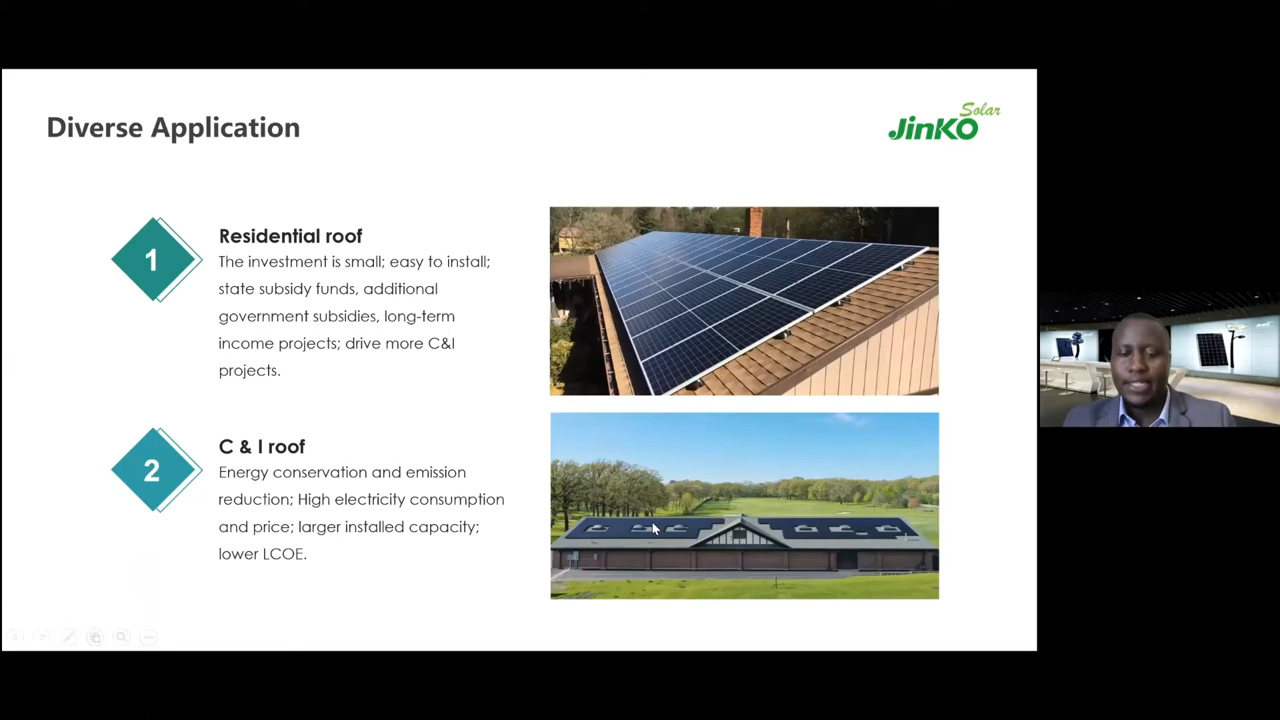 Diverse Application
Solar
JinKO
1
Residential roof
The investment is small; easy to install;
state subsidy funds, additional
government subsidies, long-term
income projects; drive more C&I
projects.
2
C & I roof
Energy conservation and emission
reduction; High electricity consumption
and price; larger installed capacity;
lower LCOE.